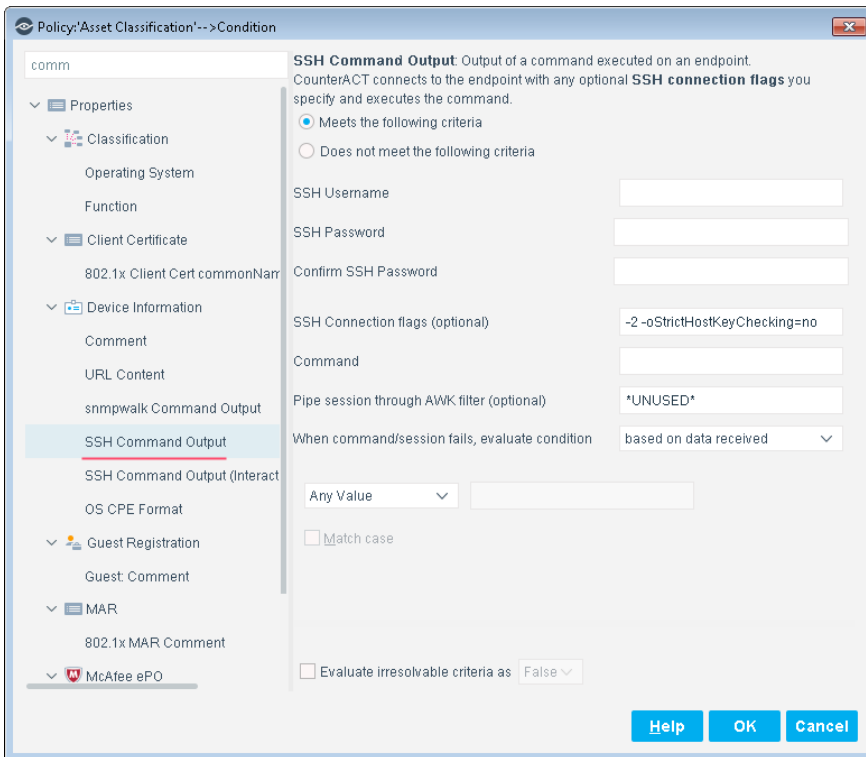 Policy:'Asset Classification'-->Condition
comm
Properties
Classification
Operating System
Function
Client Certificate
802.1x Client Cert commonNam
Device Information
Comment
URL Content
snmpwalk Command Output
SSH Command Output
SSH Command Output (Interact
OS CPE Format
Guest Registration
Guest: Comment
MAR
802.1x MAR Comment
McAfee ePO
SSH Command Output: Output of a command executed on an endpoint.
CounterACT connects to the endpoint with any optional SSH connection flags you
specify and executes the command.
Meets the following criteria
Does not meet the following criteria
SSH Username
SSH Password
Confirm SSH Password
SSH Connection flags (optional) -2 -oStrictHostKeyChecking=no
Command
Pipe session through AWK filter (optional) *UNUSED*
When command/session fails, evaluate condition based on data received
Any Value
Match case
Evaluate irresolvable criteria as False
Help OK Cancel